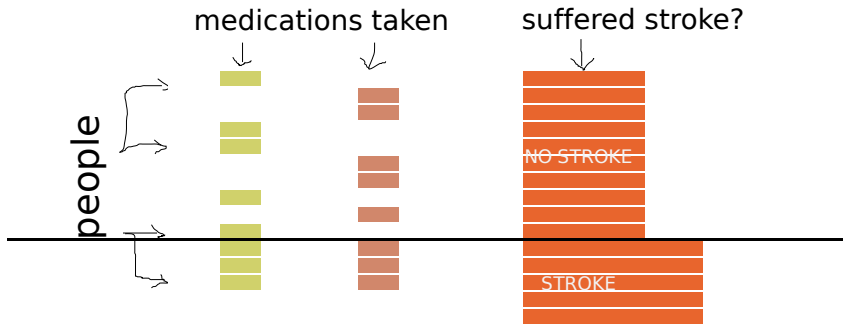 medications taken
suffered stroke?
people
NO STROKE
STROKE